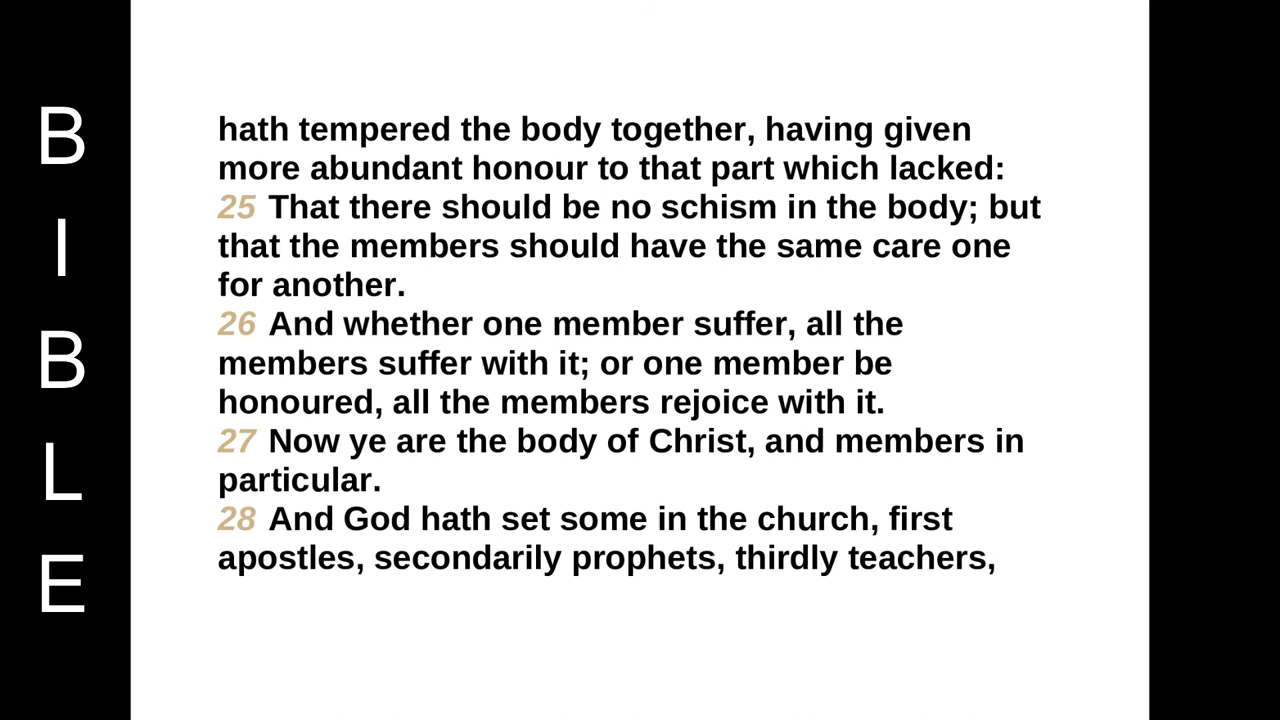 BIBLE
hath tempered the body together, having given
more abundant honour to that part which lacked:
25 That there should be no schism in the body; but
that the members should have the same care one
for another.
26 And whether one member suffer, all the
members suffer with it; or one member be
honoured, all the members rejoice with it.
27 Now ye are the body of Christ, and members in
particular.
28 And God hath set some in the church, first
apostles, secondarily prophets, thirdly teachers,